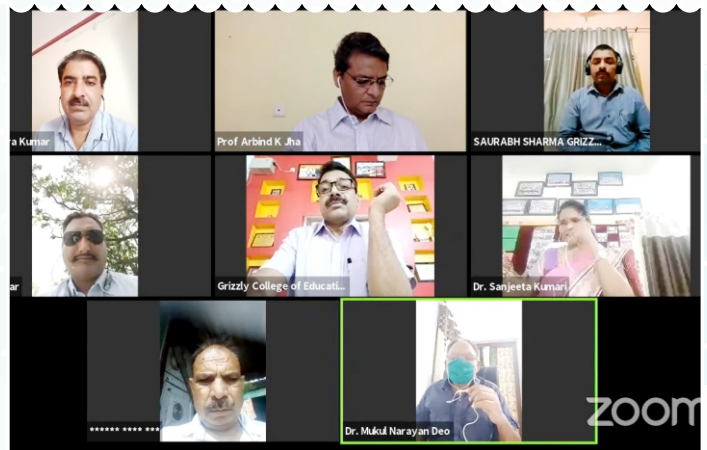 ra Kumar
Prof Arbind K Jha
SAURABH SHARMA GRIZZ...
ar
Grizzly College of Educati...
Dr. Sanjeeta Kumari
****** **** ***
Dr. Mukul Narayan Deo
zoom